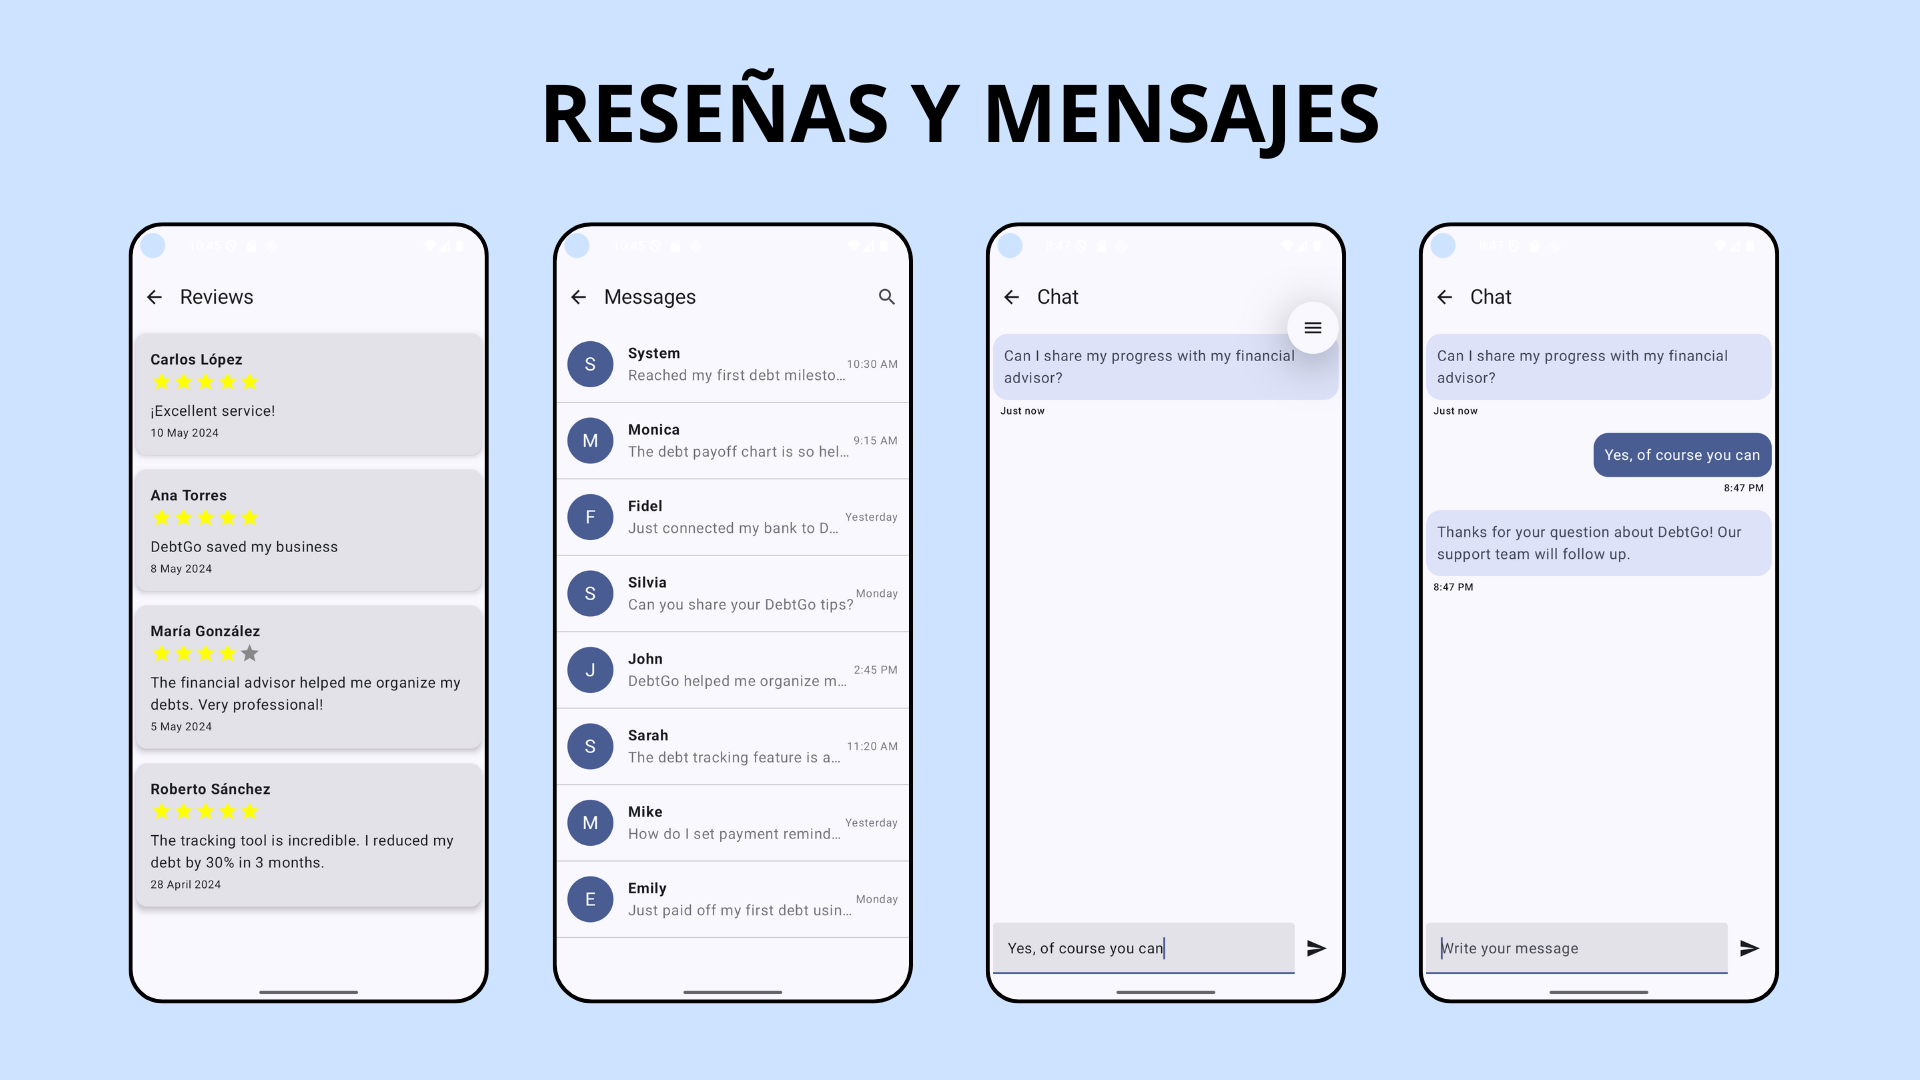 RESEÑAS Y MENSAJES
Reviews
Carlos López
¡Excellent service!
10 May 2024
Ana Torres
DebtGo saved my business
8 May 2024
María González
The financial advisor helped me organize my
debts. Very professional!
5 May 2024
Roberto Sánchez
The tracking tool is incredible. I reduced my
debt by 30% in 3 months.
28 April 2024
Messages
S
System
10:30 AM
Reached my first debt milesto...
M
Monica
9:15 AM
The debt payoff chart is so hel...
F
Fidel
Yesterday
Just connected my bank to D...
S
Silvia
Monday
Can you share your DebtGo tips?
J
John
2:45 PM
DebtGo helped me organize m...
S
Sarah
11:20 AM
The debt tracking feature is a...
M
Mike
Yesterday
How do I set payment remind...
E
Emily
Monday
Just paid off my first debt usin...
Chat
Can I share my progress with my financial
advisor?
Just now
Yes, of course you can
Chat
Can I share my progress with my financial
advisor?
Just now
Yes, of course you can
8:47 PM
Thanks for your question about DebtGo! Our
support team will follow up.
8:47 PM
Write your message